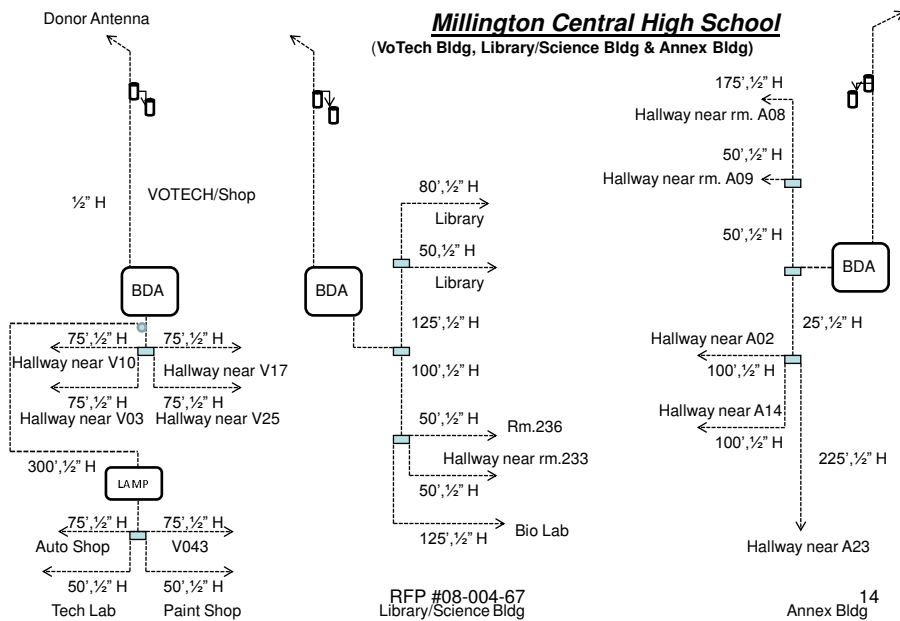 Millington Central High School
(VoTech Bldg, Library/Science Bldg & Annex Bldg)
Donor Antenna
½” H
VOTECH/Shop
BDA
75’,½” H
75’,½” H
Hallway near V10
Hallway near V17
75’,½” H
75’,½” H
Hallway near V03
Hallway near V25
300’,½” H
LAMP
75’,½” H
75’,½” H
Auto Shop
V043
50’,½” H
50’,½” H
Tech Lab
Paint Shop
80’,½” H
Library
50,½” H
Library
BDA
125’,½” H
100’,½” H
50’,½” H
Rm.236
Hallway near rm.233
50’,½” H
Bio Lab
125’,½” H
RFP #08-004-67
Library/Science Bldg
175’,½” H
Hallway near rm. A08
50’,½” H
Hallway near rm. A09
50’,½” H
BDA
25’,½” H
Hallway near A02
100’,½” H
Hallway near A14
100’,½” H
225’,½” H
Hallway near A23
14
Annex Bldg